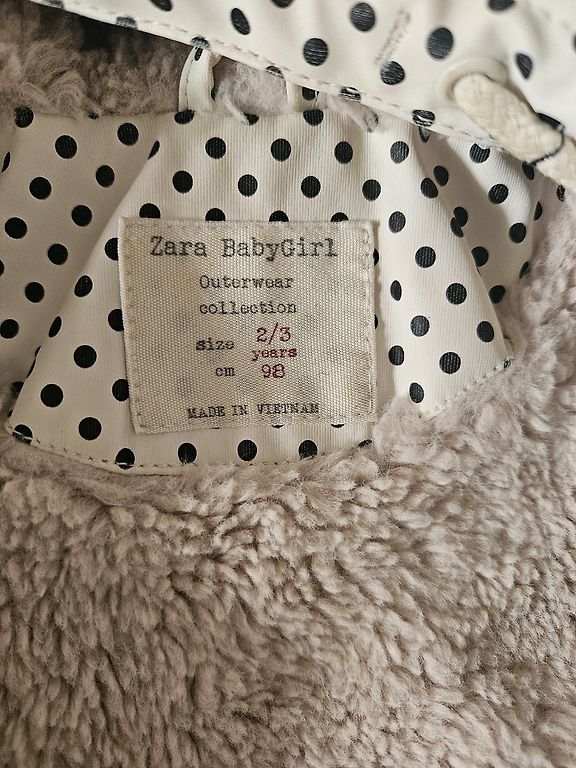 Zara BabyGirl
Outerwear
collection
size 2/3
years
cm 98
MADE IN VIETNAM